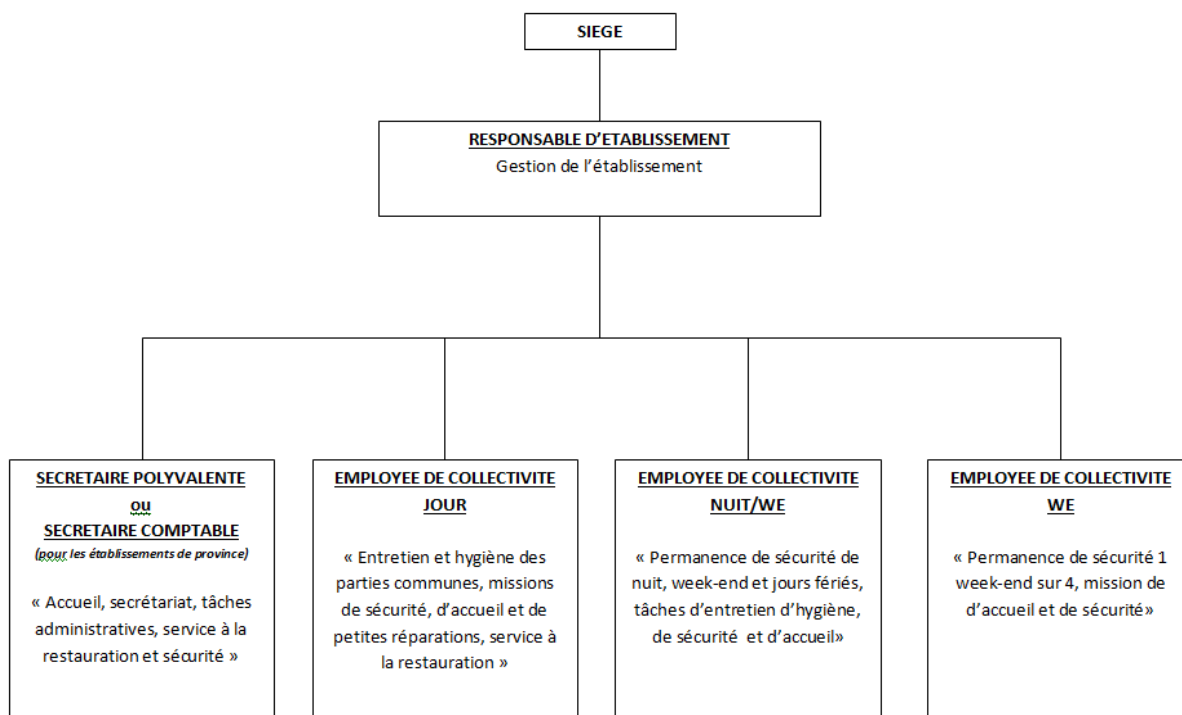 SIEGE
RESPONSABLE D'ETABLISSEMENT
Gestion de l'établissement
SECRETAIRE POLYVALENTE
ou
SECRETAIRE COMPTABLE
(pour les établissements de province)
« Accueil, secrétariat, tâches
administratives, service à la
restauration et sécurité »
EMPLOYEE DE COLLECTIVITE
JOUR
« Entretien et hygiène des
parties communes, missions
de sécurité, d'accueil et de
petites réparations, service à
la restauration »
EMPLOYEE DE COLLECTIVITE
NUIT/WE
« Permanence de sécurité de
nuit, week-end et jours fériés,
tâches d'entretien d'hygiène,
de sécurité et d'accueil»
EMPLOYEE DE COLLECTIVITE
WE
« Permanence de sécurité 1
week-end sur 4, mission de
d'accueil et de sécurité»